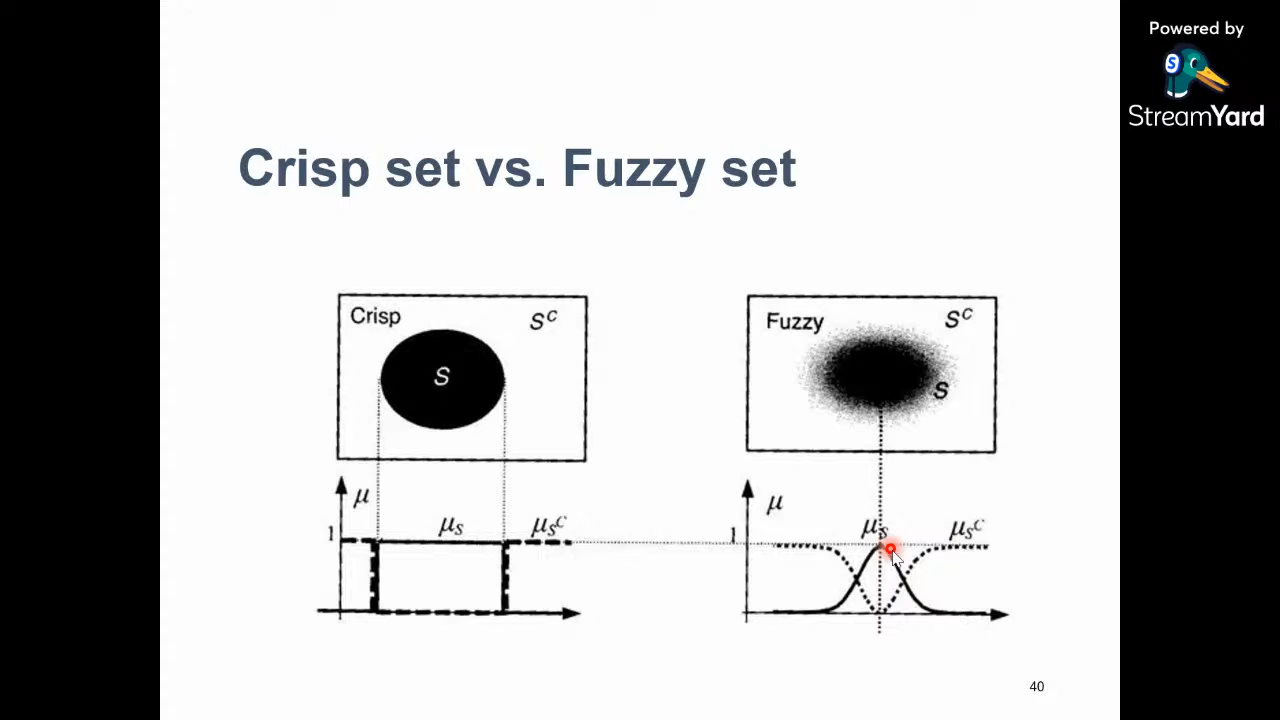 Powered by
StreamYard
Crisp set vs. Fuzzy set
Crisp
S^C
S
μ
1
μ_S
μ_S^C
Fuzzy
S^C
S
μ
1
μ_S
μ_S^C
40